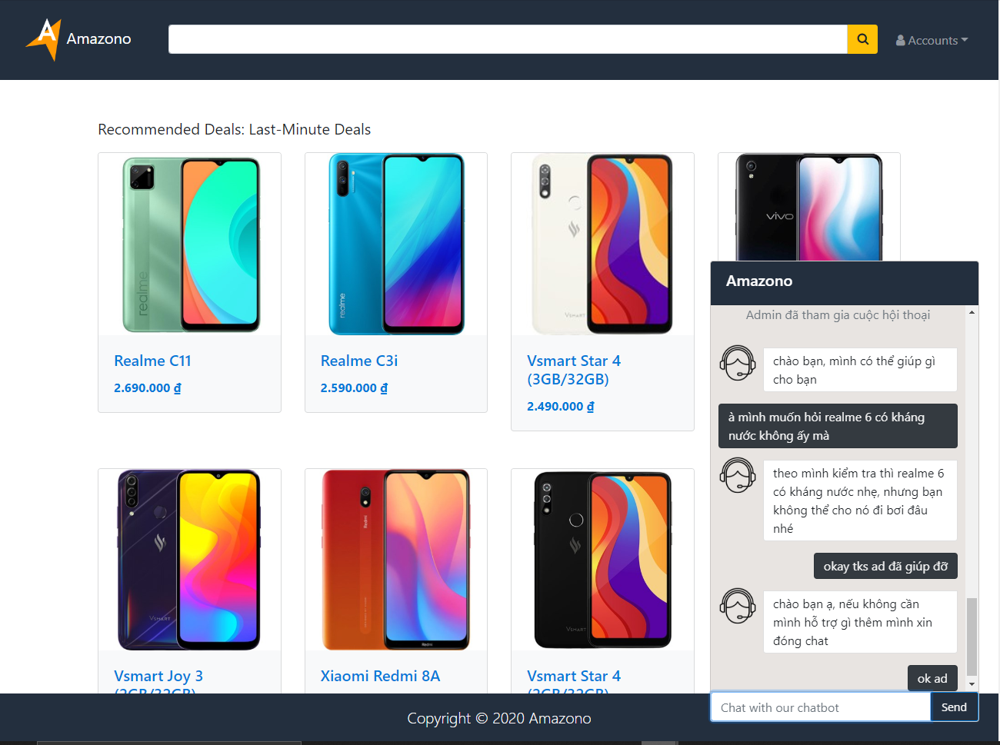 Amazono
Accounts
Recommended Deals: Last-Minute Deals
realme
realme
VSMART
vivo
Realme C11
2.690.000 ₫
Realme C3i
2.590.000 ₫
Vsmart Star 4
(3GB/32GB)
2.490.000 ₫
VSMART
Redmi
Redmi
VSMART
Vsmart Joy 3
(2GB/32GB)
Xiaomi Redmi 8A
Vsmart Star 4
(2GB/32GB)
Amazono
Admin đã tham gia cuộc hội thoại
chào bạn, mình có thể giúp gì
cho bạn
à mình muốn hỏi realme 6 có kháng
nước không ấy mà
theo mình kiểm tra thì realme 6
có kháng nước nhẹ, nhưng bạn
không thể cho nó đi bơi đâu
nhé
okay tks ad đã giúp đỡ
chào bạn ạ, nếu không cần
mình hỗ trợ gì thêm mình xin
đóng chat
ok ad
Chat with our chatbot
Send
Copyright © 2020 Amazono